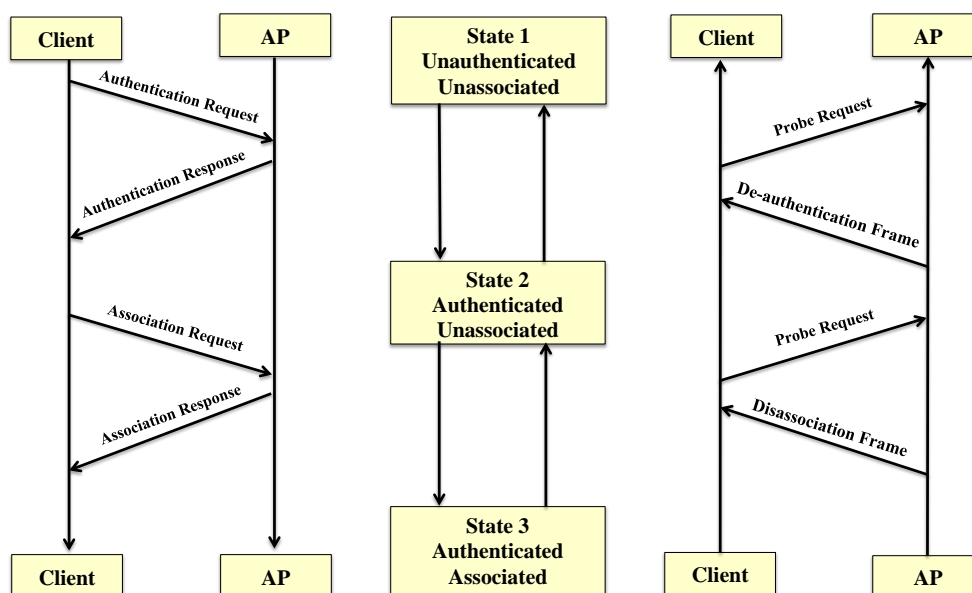 Client
AP
Authentication Request
Authentication Response
Association Request
Association Response
Client
AP
State 1
Unauthenticated
Unassociated
State 2
Authenticated
Unassociated
State 3
Authenticated
Associated
Client
AP
Probe Request
De-authentication Frame
Probe Request
Disassociation Frame
Client
AP